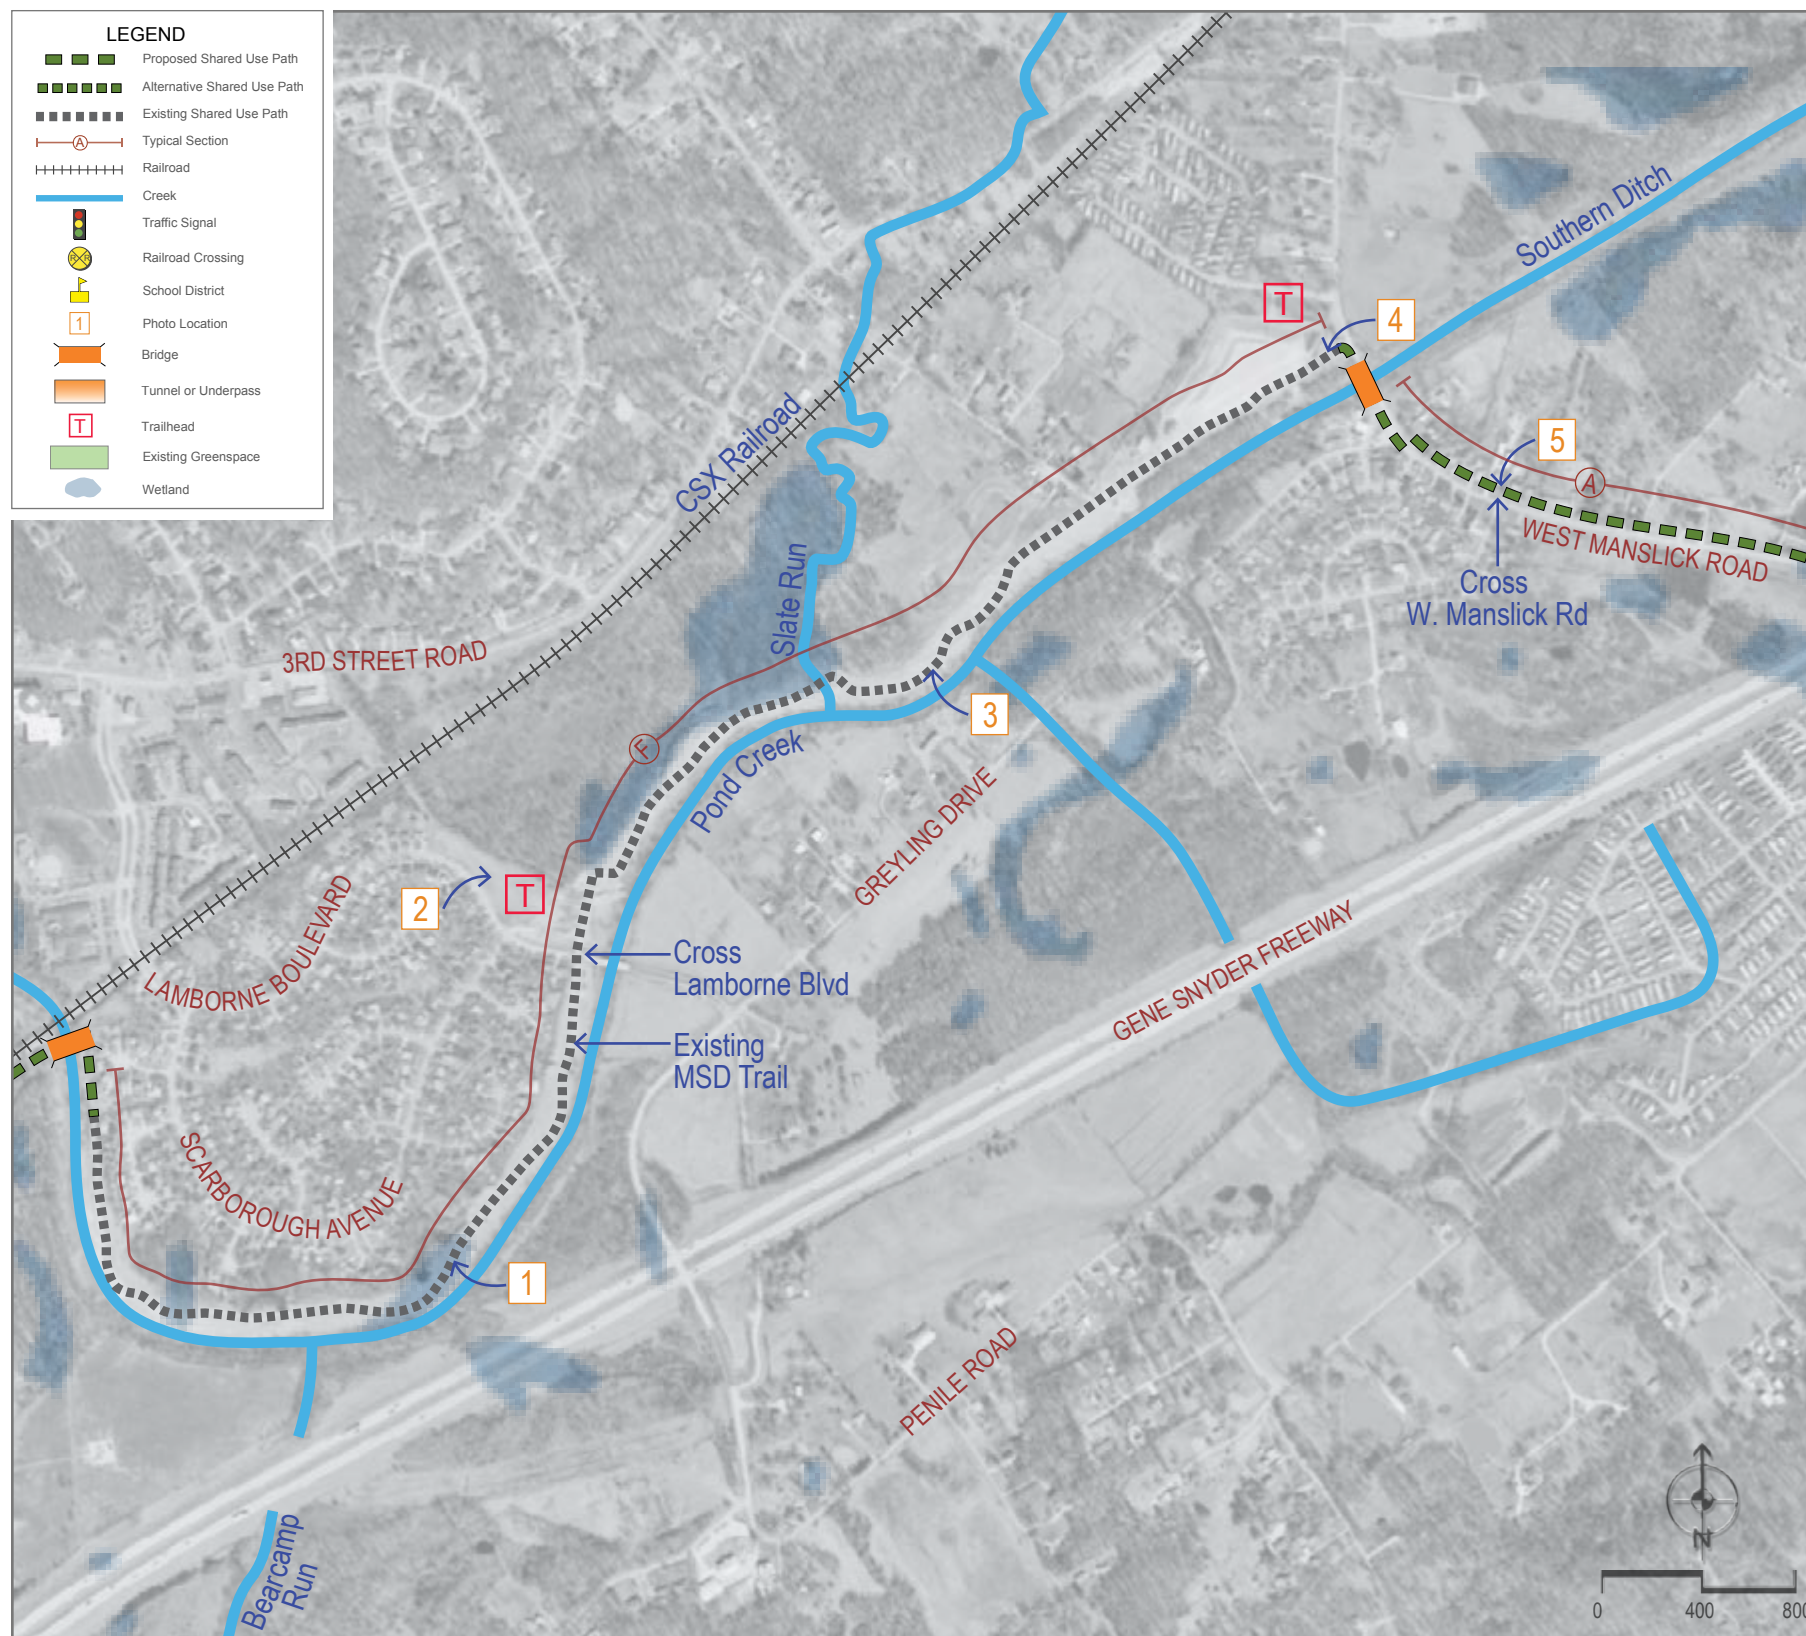 LEGEND
Proposed Shared Use Path
Alternative Shared Use Path
Existing Shared Use Path
A
Typical Section
Railroad
Creek
Traffic Signal
R R
Railroad Crossing
School District
1
Photo Location
Bridge
Tunnel or Underpass
T
Trailhead
Existing Greenspace
Wetland
Southern Ditch
T
4
CSX Railroad
5
A
WEST MANSLICK ROAD
Cross
W. Manslick Rd
Slate Run
3RD STREET ROAD
3
F
Pond Creek
GREYLING DRIVE
2
T
LAMBORNE BOULEVARD
Cross
Lamborne Blvd
GENE SNYDER FREEWAY
Existing
MSD Trail
SCARBOROUGH AVENUE
1
PENILE ROAD
Bearcamp
Run
N
0 400 800